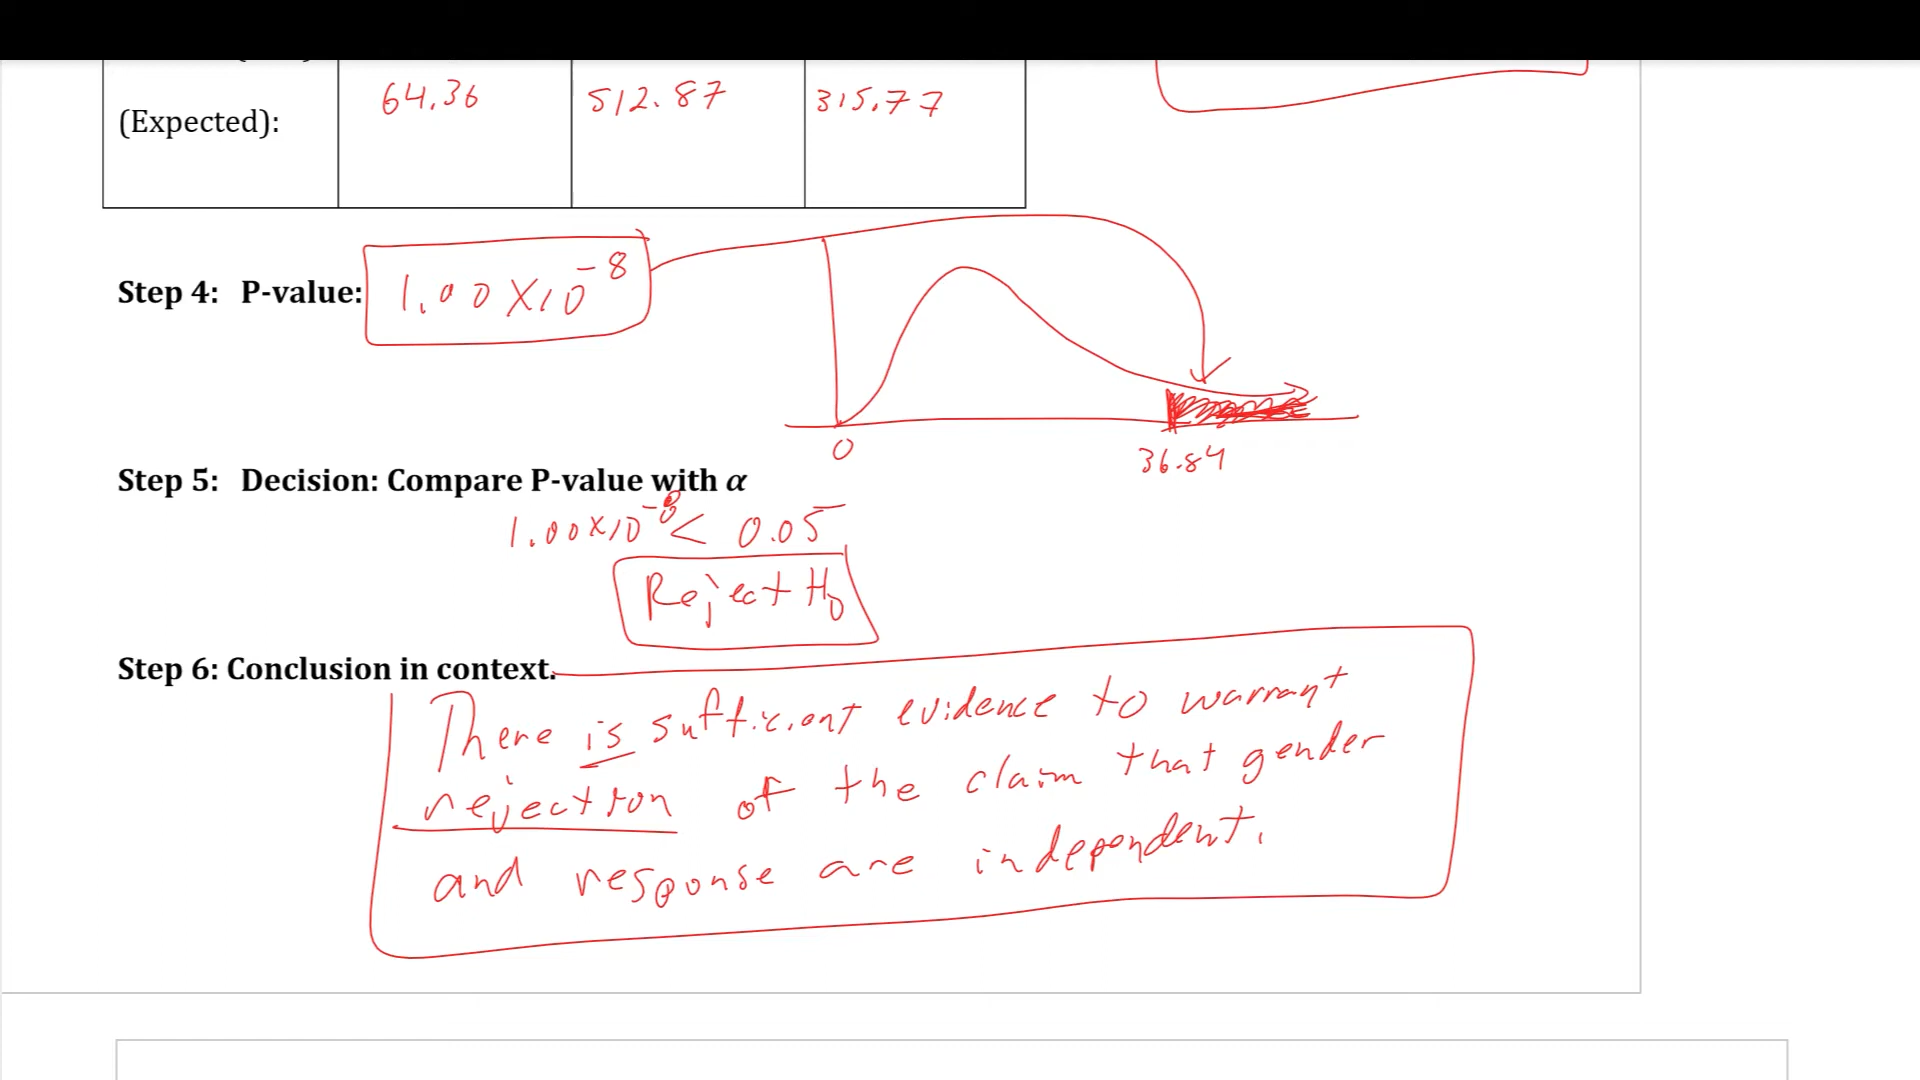 64.36 512.87 315.77
(Expected):
Step 4: P-value: 1.00 X10⁻⁸
0
36.84
Step 5: Decision: Compare P-value with α
1.00x10⁻⁸ < 0.05
Reject H₀
Step 6: Conclusion in context.
There is sufficient evidence to warrant
rejection of the claim that gender
and response are independent.